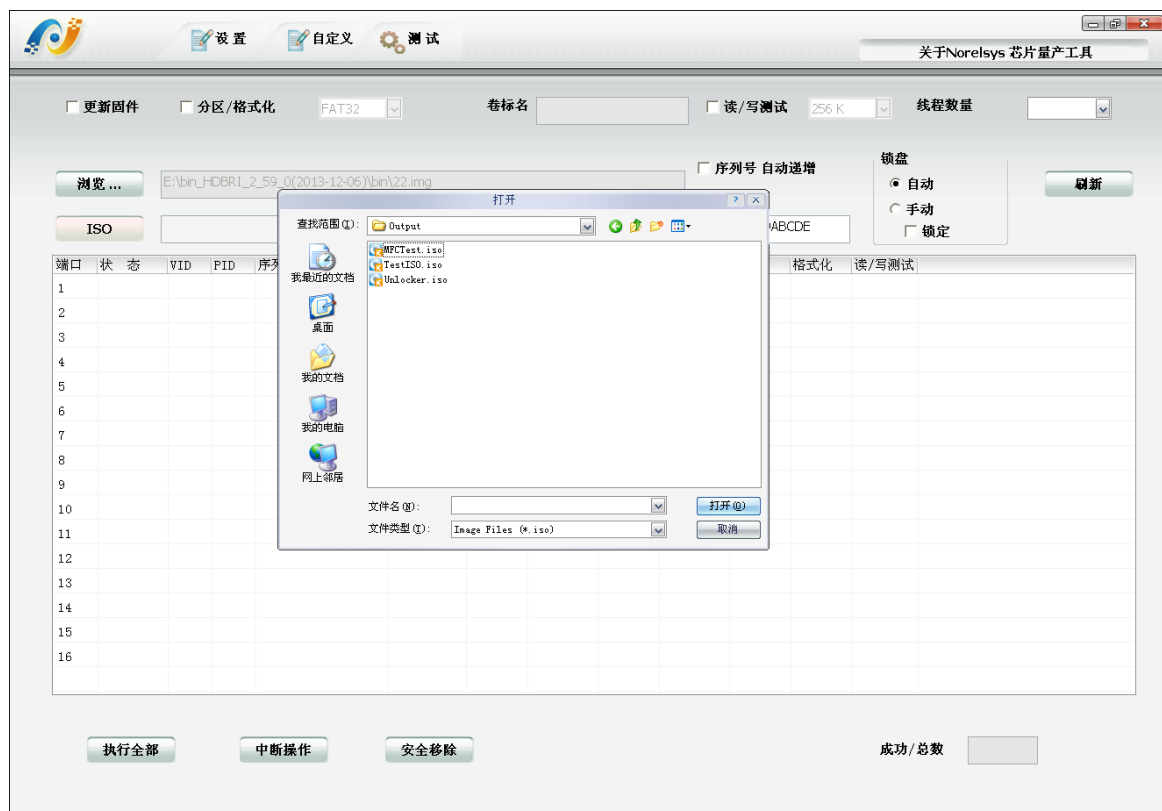 设 置
自定义
测 试
关于Norelsys 芯片量产工具
更新固件
分区/格式化
FAT32
卷标名
读/写测试
256 K
线程数量
浏览 ...
E:\bin_HDBRI_2_59_0(2013-12-06)\bin\22.img
序列号 自动递增
锁盘
自动
手动
锁定
刷新
ISO
ABCDE
打开
查找范围(I):
Output
我最近的文档
桌面
我的文档
我的电脑
网上邻居
MFCTest.iso
TestISO.iso
Unlocker.iso
文件名(N):
打开(O)
文件类型(T):
Image Files (*.iso)
取消
端口
状 态
VID
PID
序列
格式化
读/写测试
1
2
3
4
5
6
7
8
9
10
11
12
13
14
15
16
执行全部
中断操作
安全移除
成功/总数